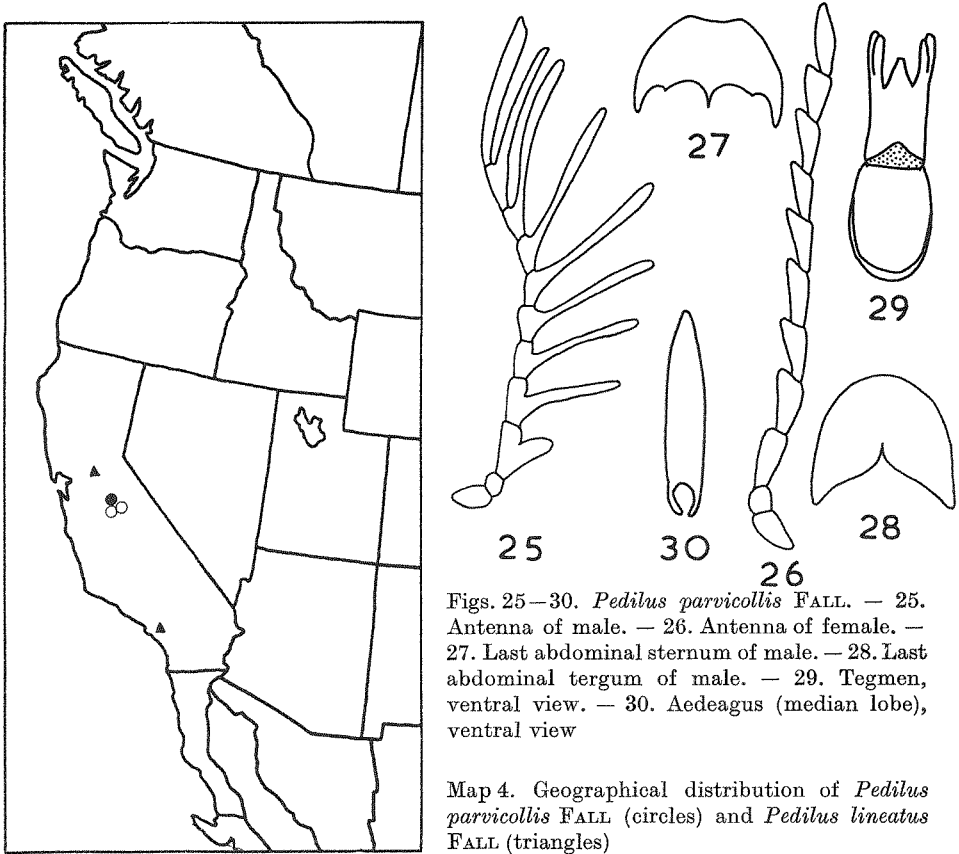 27
29
25
30
26
28
Figs. 25—30. Pedilus parvicollis FALL. — 25.
Antenna of male. — 26. Antenna of female. —
27. Last abdominal sternum of male. — 28. Last
abdominal tergum of male. — 29. Tegmen,
ventral view. — 30. Aedeagus (median lobe),
ventral view
Map 4. Geographical distribution of Pedilus
parvicollis FALL (circles) and Pedilus lineatus
FALL (triangles)